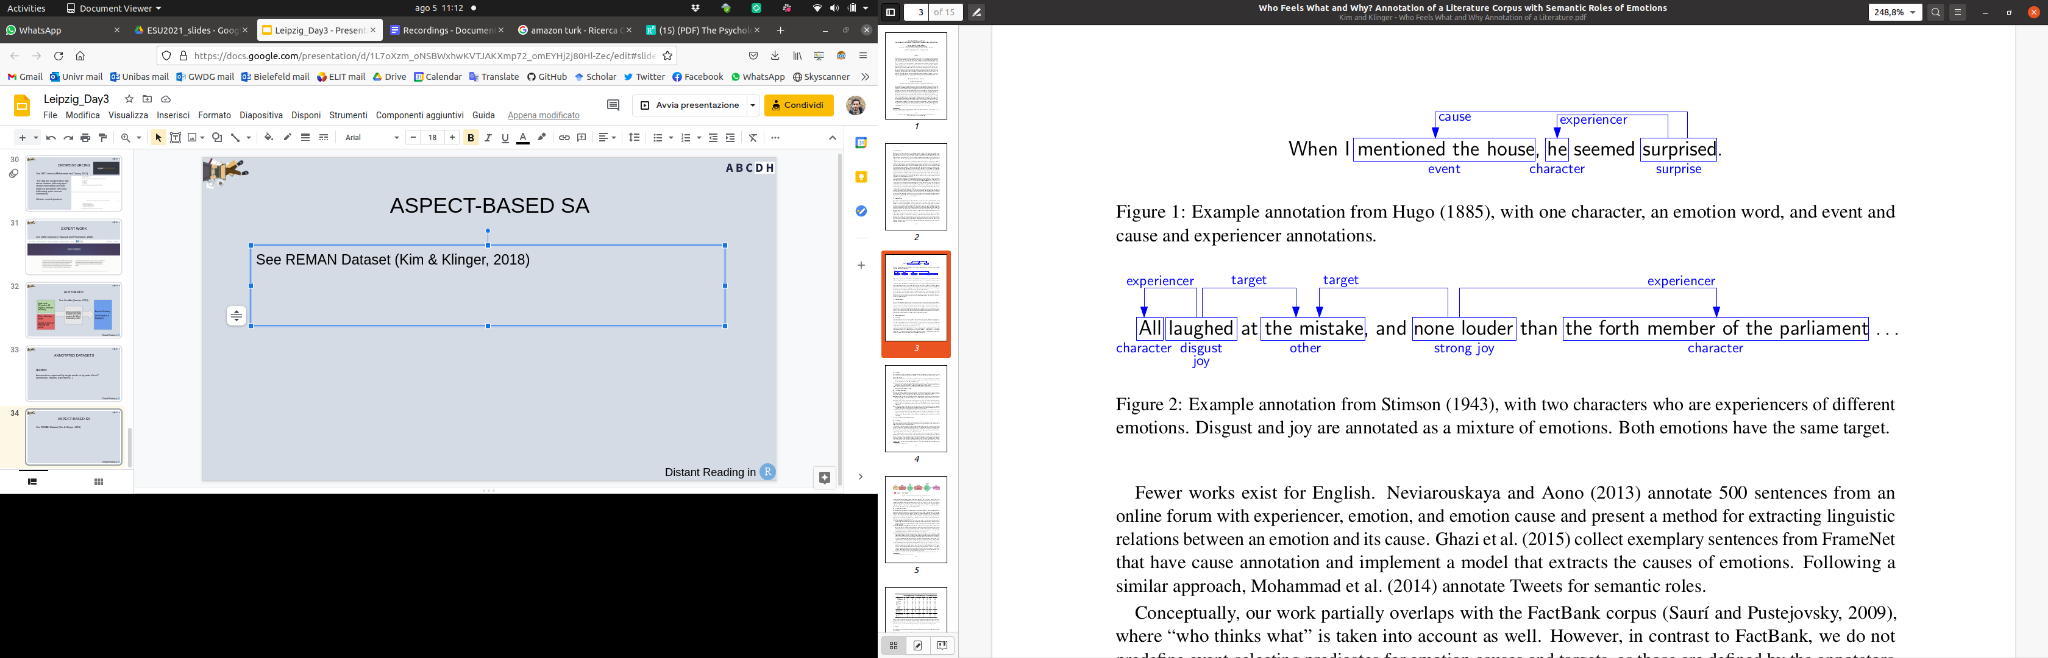 Activities
Document Viewer
ago 5 11:12
WhatsApp
ESU2021_slides - Goog
Leipzig_Day3 - Present
Recordings - Documen
amazon turk - Ricerca
(15) (PDF) The Psychol
https://docs.google.com/presentation/d/1L7oXzm_oNSBWxhwKVTJAKXmp72_omEYHj2j80Hl-Zec/edit#slide
Gmail
Univr mail
Unibas mail
GWDG mail
Bielefeld mail
ELIT mail
Drive
Calendar
Translate
GitHub
Scholar
Twitter
Facebook
WhatsApp
Skyscanner
Leipzig_Day3
File Modifica Visualizza Inserisci Formato Diapositiva Disponi Strumenti Componenti aggiuntivi Guida Appena modificato
Avvia presentazione
Condividi
Arial
18
B I U A
30
31
32
33
34
ANNOTATED DATASETS
ASPECT-BASED SA
ABCDH
ASPECT-BASED SA
See REMAN Dataset (Kim & Klinger, 2018)
Distant Reading in R
3 of 15
Who Feels What and Why? Annotation of a Literature Corpus with Semantic Roles of Emotions
Kim and Klinger - Who Feels What and Why Annotation of a Literature.pdf
248,8%
1
2
3
4
5
cause
experiencer
When I mentioned the house, he seemed surprised.
event character surprise
Figure 1: Example annotation from Hugo (1885), with one character, an emotion word, and event and
cause and experiencer annotations.
experiencer target target experiencer
All laughed at the mistake, and none louder than the forth member of the parliament ...
character disgust other strong joy character
joy
Figure 2: Example annotation from Stimson (1943), with two characters who are experiencers of different
emotions. Disgust and joy are annotated as a mixture of emotions. Both emotions have the same target.
Fewer works exist for English. Neviarouskaya and Aono (2013) annotate 500 sentences from an
online forum with experiencer, emotion, and emotion cause and present a method for extracting linguistic
relations between an emotion and its cause. Ghazi et al. (2015) collect exemplary sentences from FrameNet
that have cause annotation and implement a model that extracts the causes of emotions. Following a
similar approach, Mohammad et al. (2014) annotate Tweets for semantic roles.
Conceptually, our work partially overlaps with the FactBank corpus (Saurí and Pustejovsky, 2009),
where “who thinks what” is taken into account as well. However, in contrast to FactBank, we do not